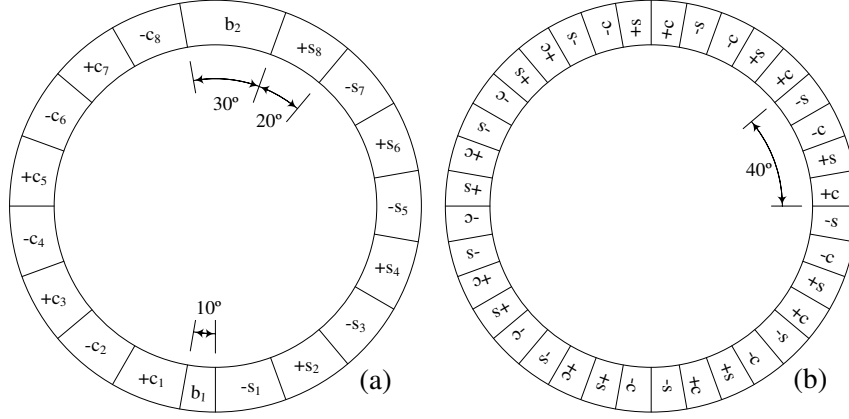 b₂
+s₈
-s₇
+s₆
-s₅
+s₄
-s₃
+s₂
-s₁
b₁
+c₁
-c₂
+c₃
-c₄
+c₅
-c₆
+c₇
-c₈
30º
20º
10º
(a)
+c
-s
-c
+s
+c
-s
-c
+s
+c
-s
-c
+s
+c
-s
-c
+s
+c
-s
-c
+s
+c
-s
-c
+s
+c
-s
-c
+s
+c
-s
-c
+s
+c
-s
-c
+s
40º
(b)